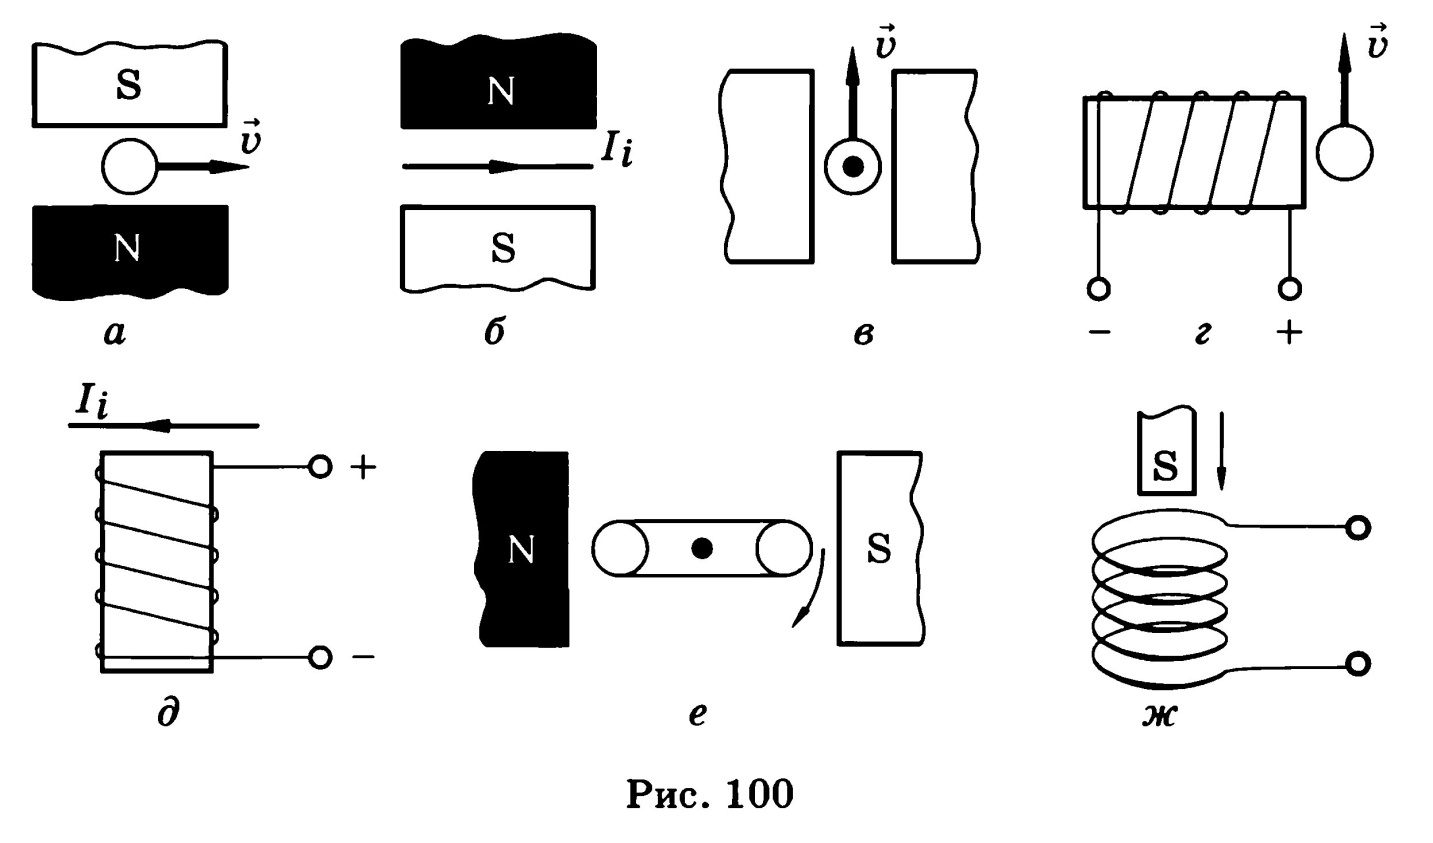 S N v⃗ v⃗
v⃗ I_i
N S
а б в − г +
I_i
+ S
N S
−
д е ж
Рис. 100